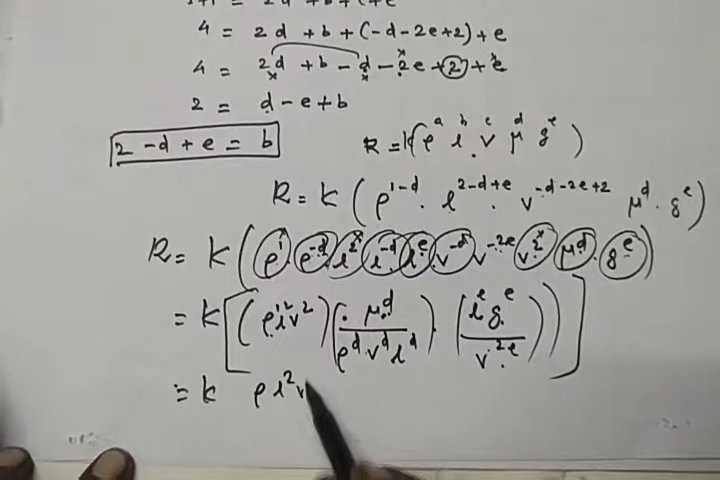 4 = 2d + b + (-d - 2e + 2) + e
4 = 2d + b - d - 2e + 2 + e
2 = d - e + b
2 - d + e = b
R = K(ρ^a l^b v^c μ^d g^e)
R = K (ρ^{1-d} · l^{2-d+e} · v^{-d-2e+2} μ^d · g^e)
R = K (ρ^1 ρ^{-d} l^2 l^{-d} l^e v^{-d} v^{-2e} v^2 μ^d g^e)
= K [(ρ l^2 v^2) (μ^d / ρ^d v^d l^d) · (l^e g^e / v^{2e})]
= K ρ l^2 v